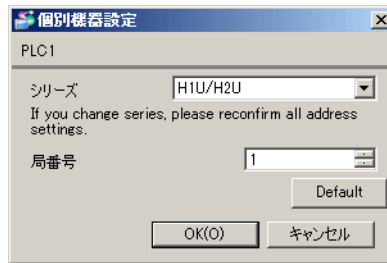 個別機器設定
PLC1
シリーズ H1U/H2U
If you change series, please reconfirm all address
settings.
局番号 1
Default
OK(O) キャンセル